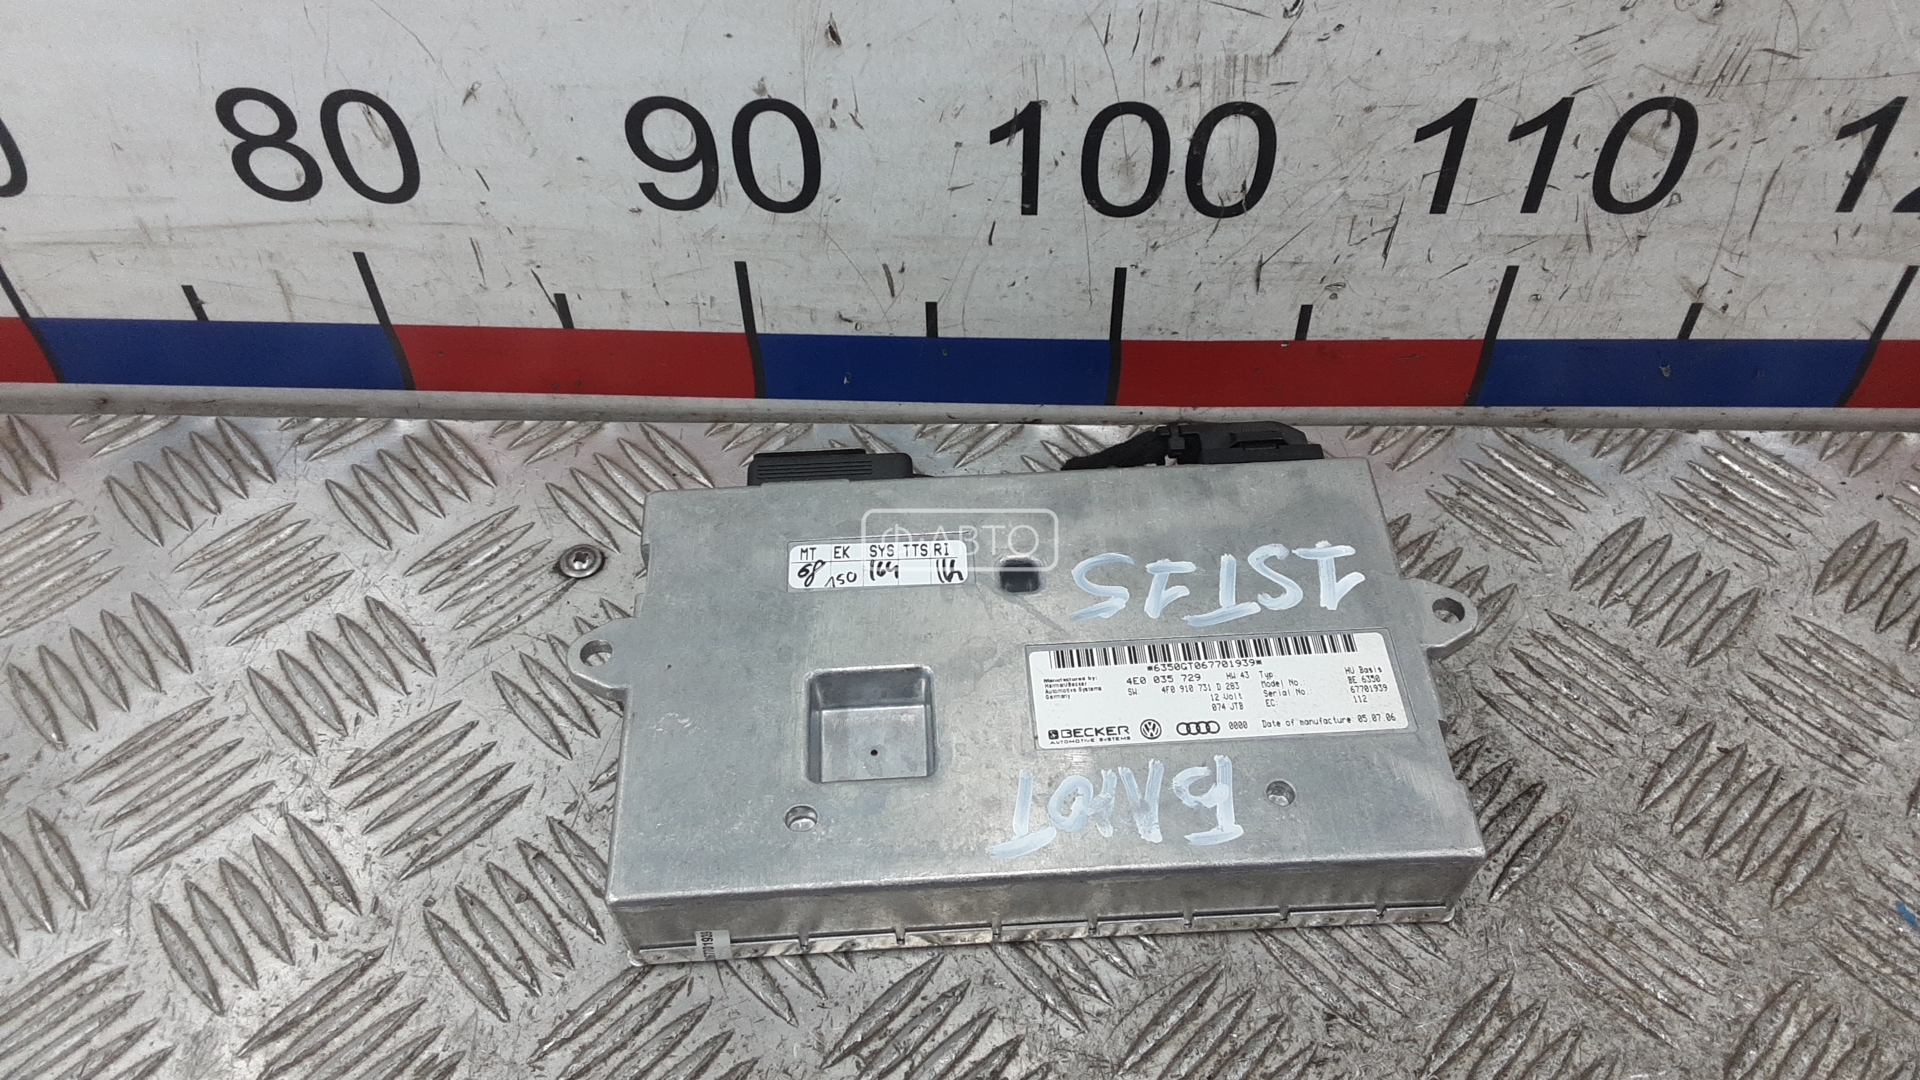 80 90 100 110
Ф АВТО
MT EK SYS TTS RI
68 150 164
1ST15
*6350GT067701939*
Manufactured by:
Harman/Becker
Automotive Systems
Germany
4E0 035 729 HW 43
SW 4F0 910 731 D 283
12 Volt
074 JTB
Typ HU Basis
Model No.: BE 6350
Serial No 67701939
EC: 112
BECKER
AUTOMOTIVE SYSTEMS
0000 Date of manufacture: 05.07.06